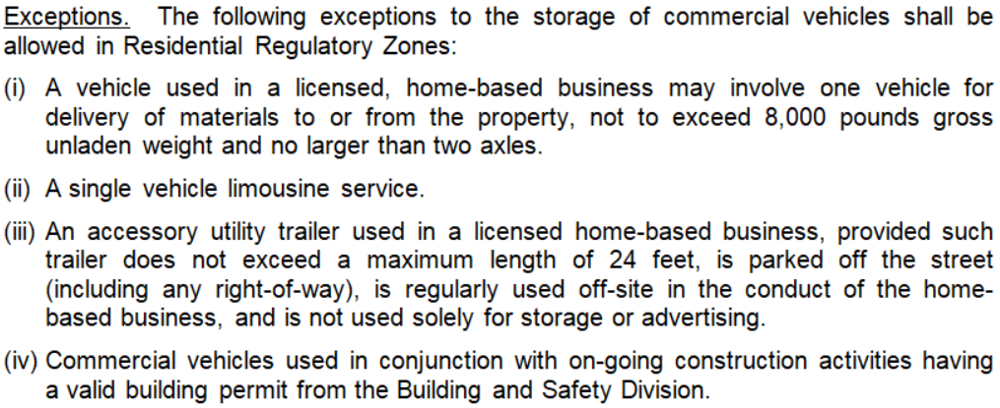 Exceptions. The following exceptions to the storage of commercial vehicles shall be
allowed in Residential Regulatory Zones:
(i) A vehicle used in a licensed, home-based business may involve one vehicle for
delivery of materials to or from the property, not to exceed 8,000 pounds gross
unladen weight and no larger than two axles.
(ii) A single vehicle limousine service.
(iii) An accessory utility trailer used in a licensed home-based business, provided such
trailer does not exceed a maximum length of 24 feet, is parked off the street
(including any right-of-way), is regularly used off-site in the conduct of the home-
based business, and is not used solely for storage or advertising.
(iv) Commercial vehicles used in conjunction with on-going construction activities having
a valid building permit from the Building and Safety Division.